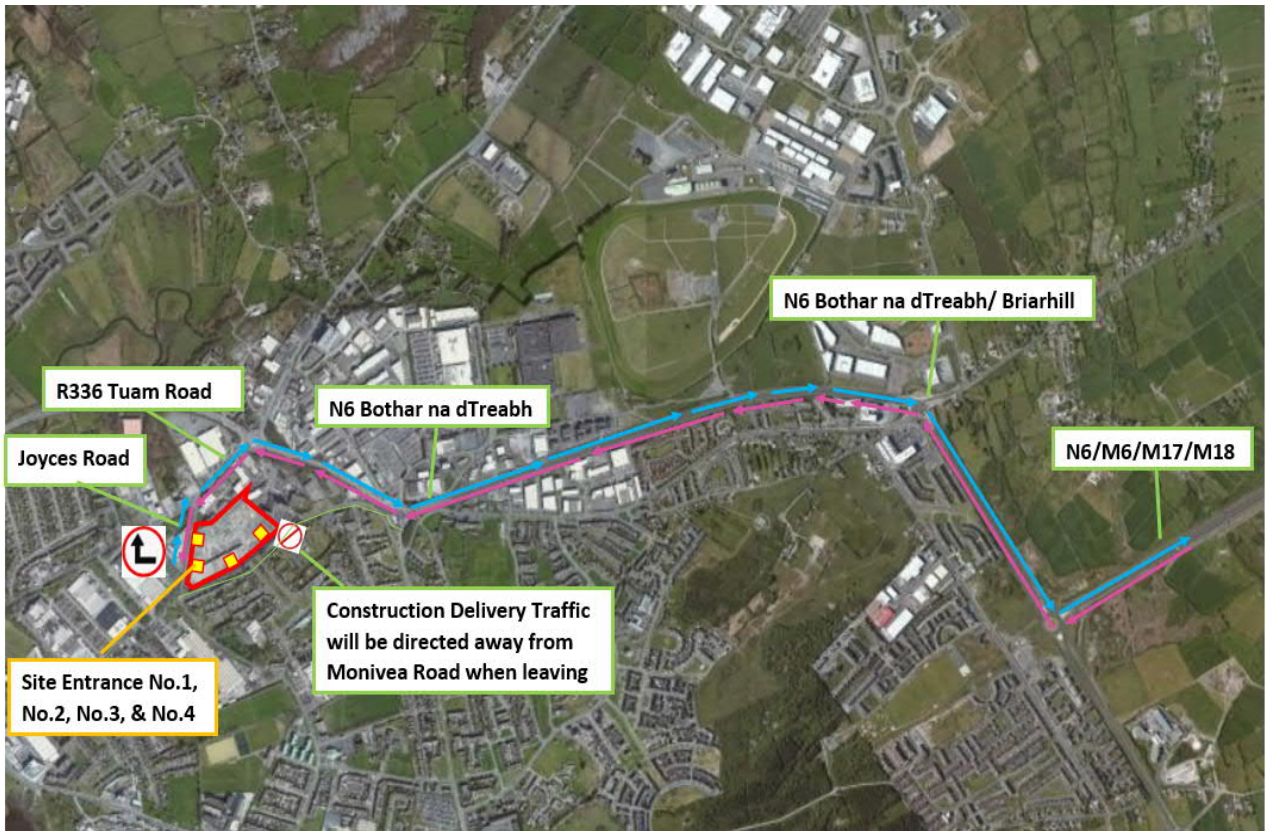 N6 Bothar na dTreabh/ Briarhill
R336 Tuam Road
N6 Bothar na dTreabh
Joyces Road
N6/M6/M17/M18
Construction Delivery Traffic
will be directed away from
Monivea Road when leaving
Site Entrance No.1,
No.2, No.3, & No.4